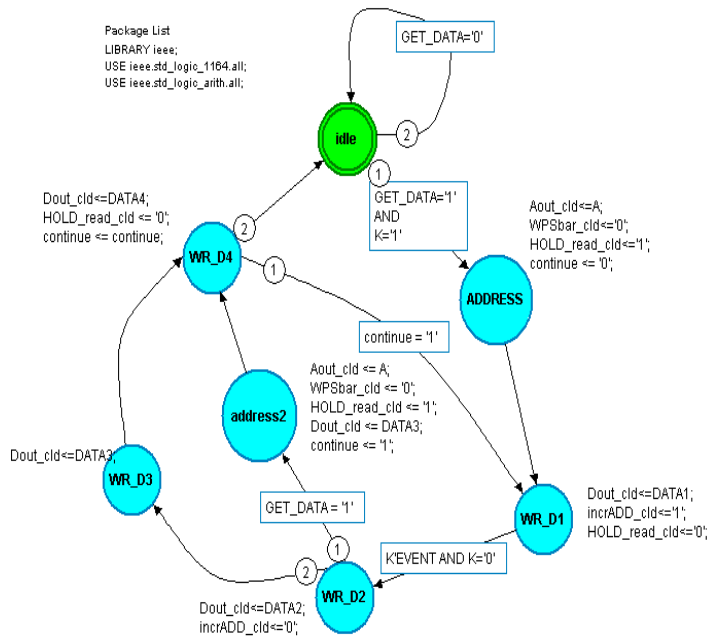 Package List
LIBRARY ieee;
USE ieee.std_logic_1164.all;
USE ieee.std_logic_arith.all;
GET_DATA='0'
2
idle
1
GET_DATA='1'
AND
K='1'
Dout_cld<=DATA4;
HOLD_read_cld <= '0';
continue <= continue;
2
WR_D4
1
Aout_cld<=A;
WPSbar_cld<='0';
HOLD_read_cld<='1';
continue <= '0';
ADDRESS
continue = '1'
Aout_cld <= A;
WPSbar_cld <= '0';
HOLD_read_cld <= '1';
Dout_cld <= DATA3;
continue <= '1';
address2
Dout_cld<=DATA3;
WR_D3
GET_DATA = '1'
Dout_cld<=DATA1;
incrADD_cld<='1';
HOLD_read_cld<='0';
WR_D1
K'EVENT AND K='0'
1
2
WR_D2
Dout_cld<=DATA2;
incrADD_cld<='0';